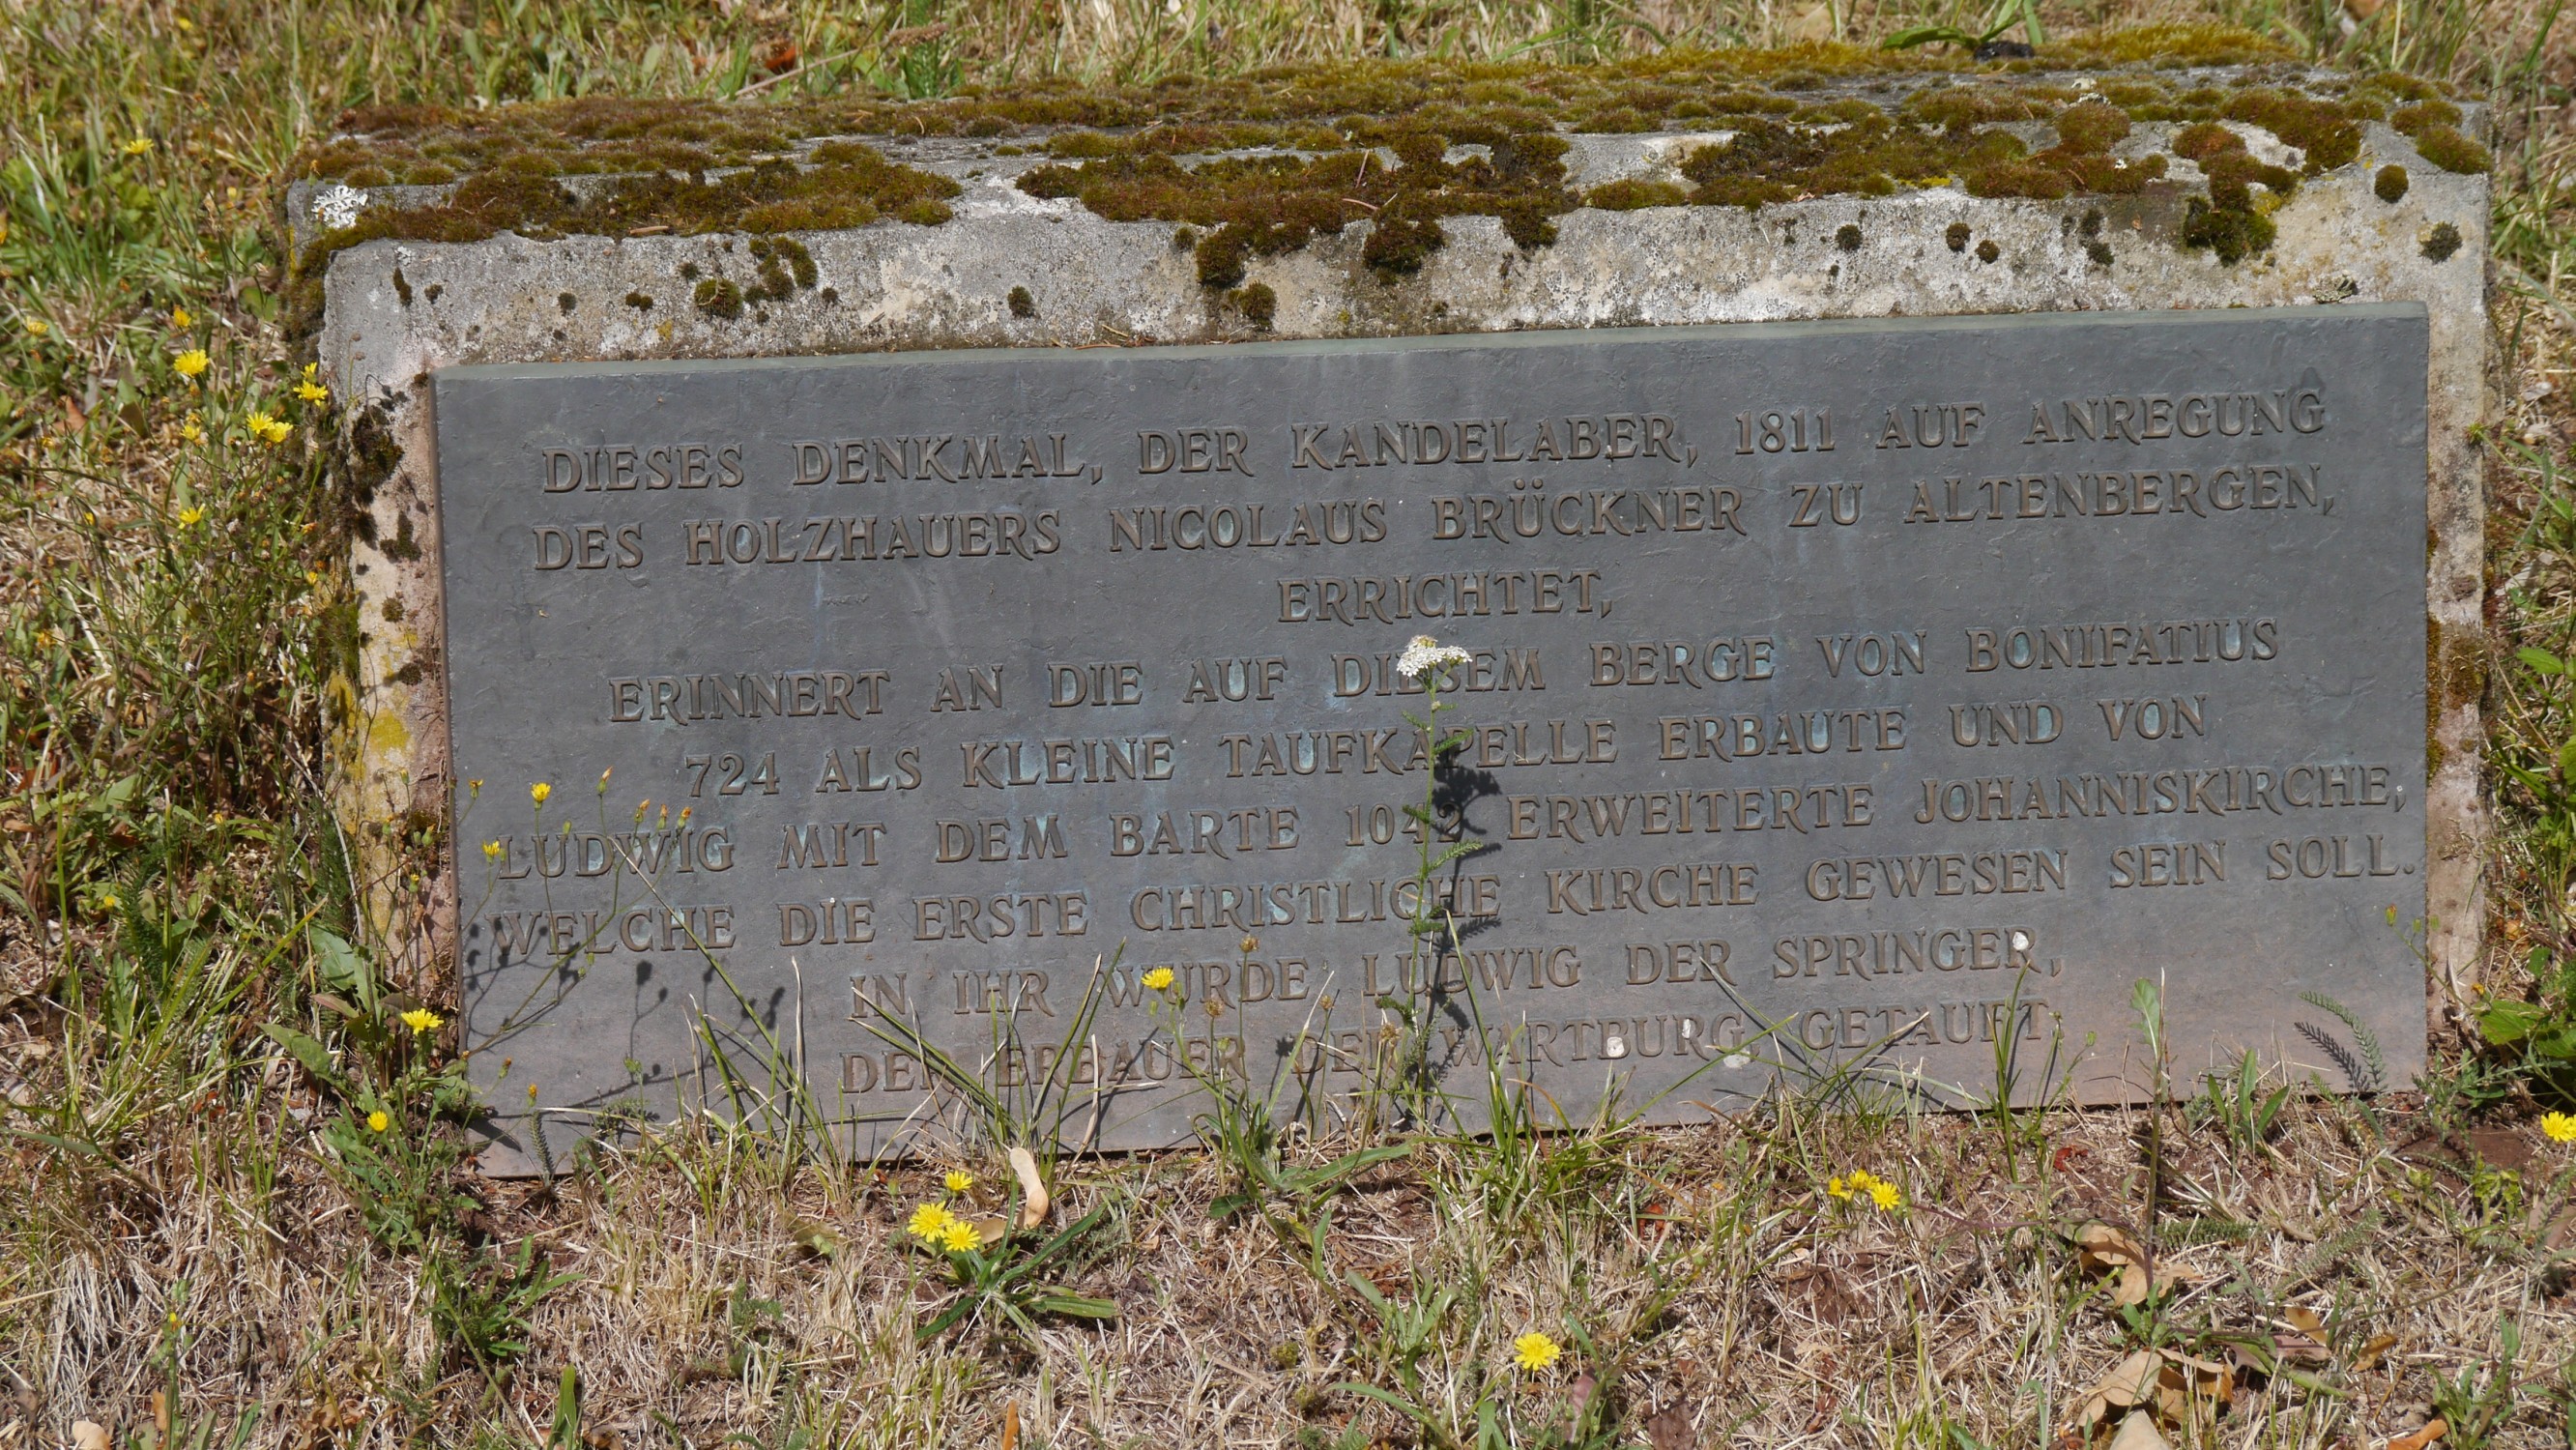 DIESES DENKMAL, DER KANDELABER, 1811 AUF ANREGUNG
DES HOLZHAUERS NICOLAUS BRÜCKNER ZU ALTENBERGEN,
ERRICHTET,
ERINNERT AN DIE AUF DIESEM BERGE VON BONIFATIUS
724 ALS KLEINE TAUFKAPELLE ERBAUTE UND VON
LUDWIG MIT DEM BARTE 1042 ERWEITERTE JOHANNISKIRCHE,
WELCHE DIE ERSTE CHRISTLICHE KIRCHE GEWESEN SEIN SOLL.
IN IHR WURDE LUDWIG DER SPRINGER,
DER ERBAUER DER WARTBURG, GETAUFT.